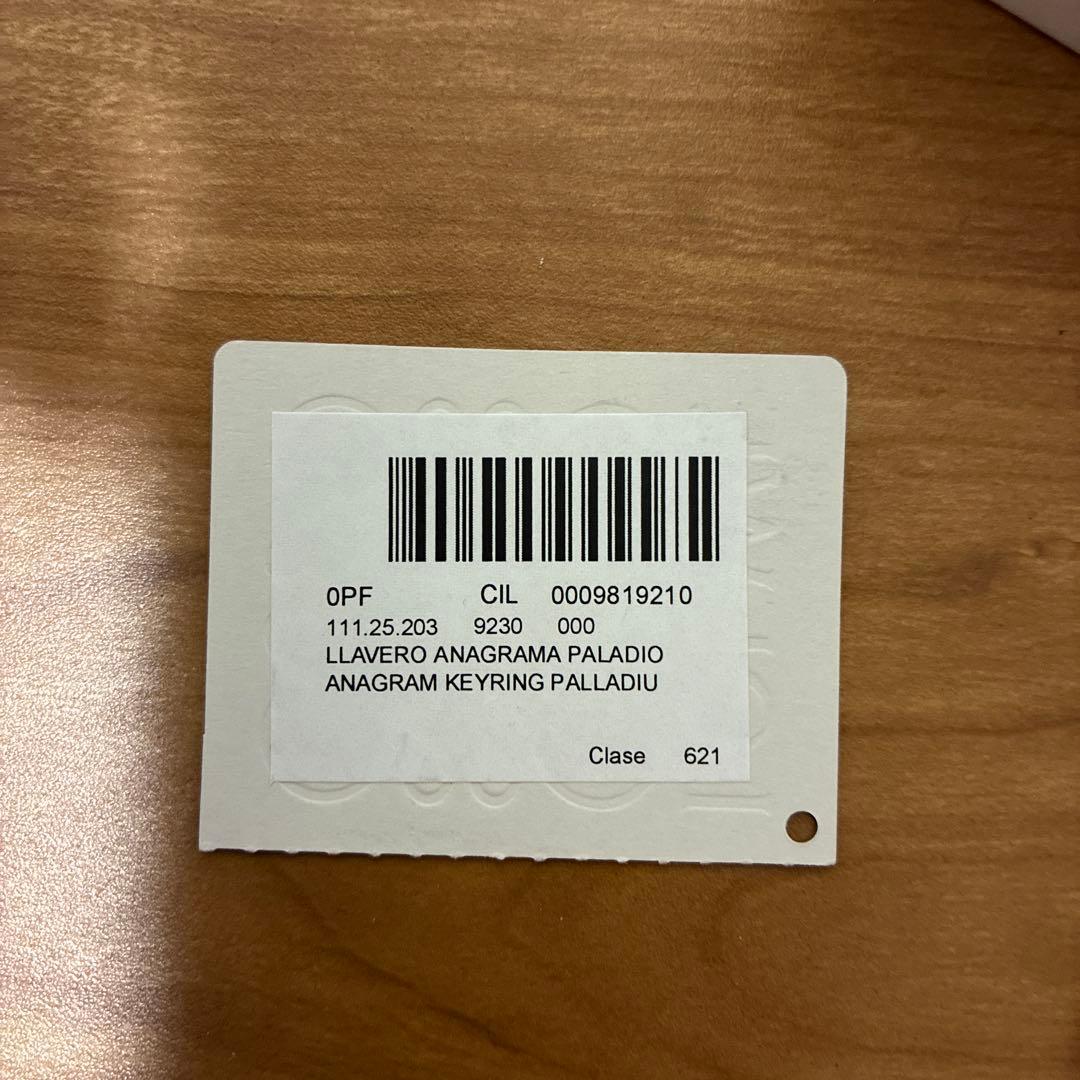 0PF CIL 0009819210
111.25.203 9230 000
LLAVERO ANAGRAMA PALADIO
ANAGRAM KEYRING PALLADIU
Clase 621